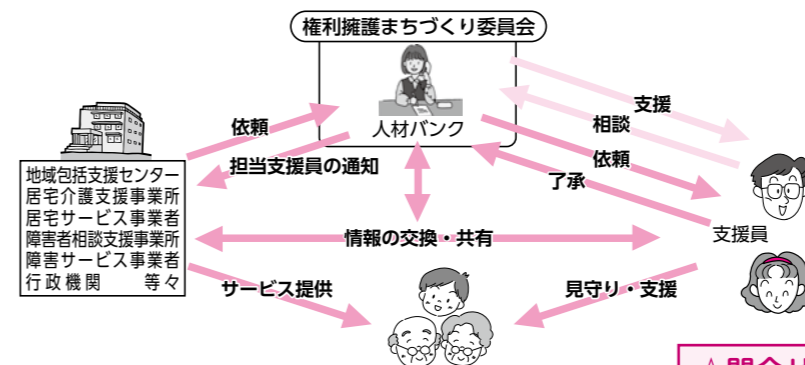 権利擁護まちづくり委員会
人材バンク
依頼
担当支援員の通知
支援
相談
依頼
了承
地域包括支援センター
居宅介護支援事業所
居宅サービス事業者
障害者相談支援事業所
障害サービス事業者
行政機関 等々
情報の交換・共有
支援員
サービス提供
見守り・支援